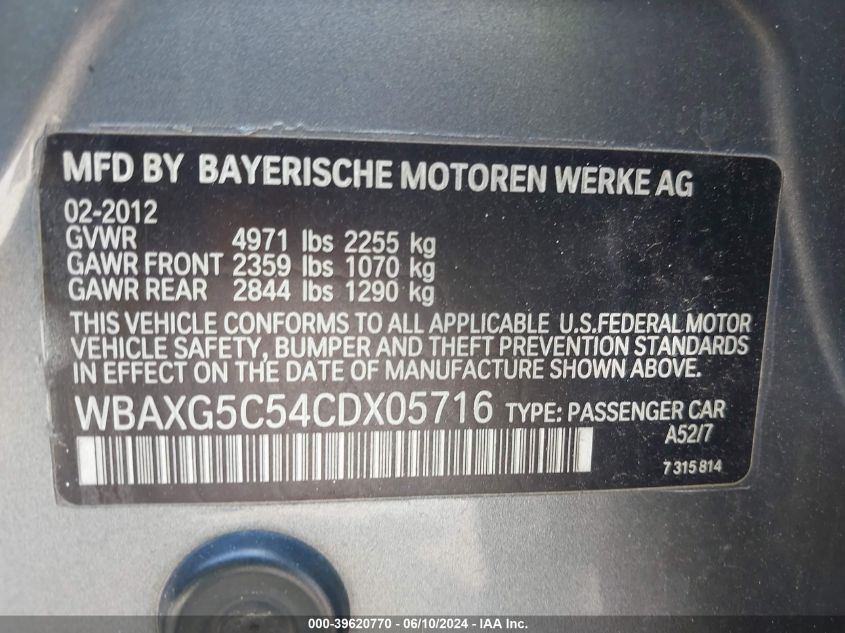 MFD BY BAYERISCHE MOTOREN WERKE AG
02-2012
GVWR 4971 lbs 2255 kg
GAWR FRONT 2359 lbs 1070 kg
GAWR REAR 2844 lbs 1290 kg
THIS VEHICLE CONFORMS TO ALL APPLICABLE U.S.FEDERAL MOTOR
VEHICLE SAFETY, BUMPER AND THEFT PREVENTION STANDARDS
IN EFFECT ON THE DATE OF MANUFACTURE SHOWN ABOVE.
WBAXG5C54CDX05716 TYPE: PASSENGER CAR
A52/7
7 315 814
000-39620770 - 06/10/2024 - IAA Inc.